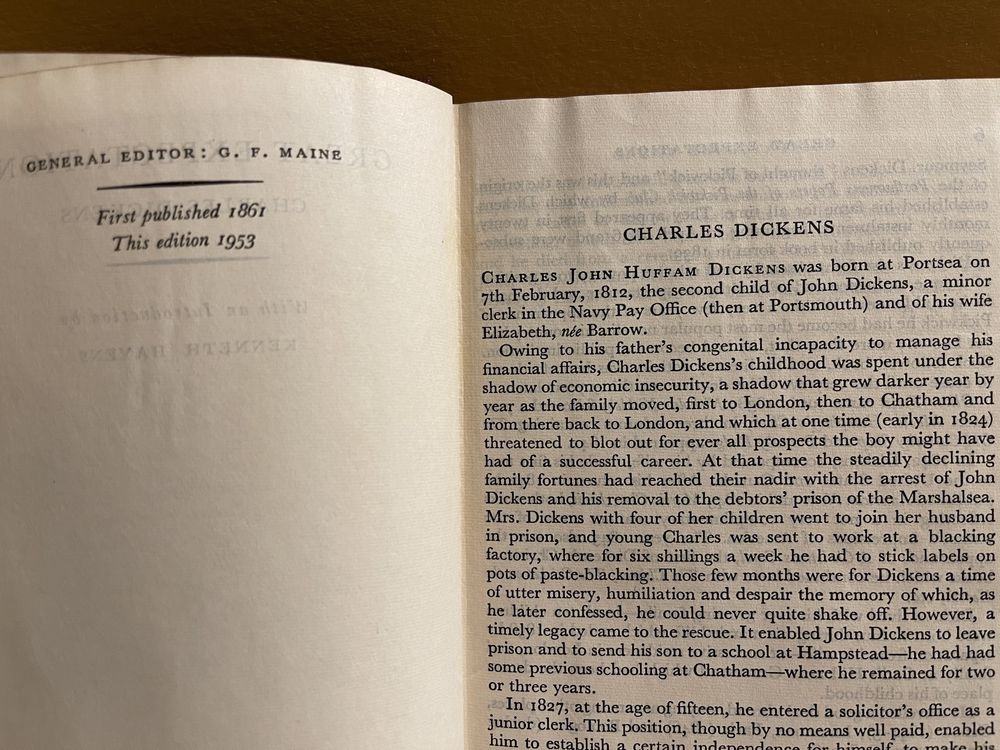 GENERAL EDITOR: G. F. MAINE
First published 1861
This edition 1953
CHARLES DICKENS
CHARLES JOHN HUFFAM DICKENS was born at Portsea on
7th February, 1812, the second child of John Dickens, a minor
clerk in the Navy Pay Office (then at Portsmouth) and of his wife
Elizabeth, née Barrow.
Owing to his father's congenital incapacity to manage his
financial affairs, Charles Dickens's childhood was spent under the
shadow of economic insecurity, a shadow that grew darker year by
year as the family moved, first to London, then to Chatham and
from there back to London, and which at one time (early in 1824)
threatened to blot out for ever all prospects the boy might have
had of a successful career. At that time the steadily declining
family fortunes had reached their nadir with the arrest of John
Dickens and his removal to the debtors' prison of the Marshalsea.
Mrs. Dickens with four of her children went to join her husband
in prison, and young Charles was sent to work at a blacking
factory, where for six shillings a week he had to stick labels on
pots of paste-blacking. Those few months were for Dickens a time
of utter misery, humiliation and despair the memory of which, as
he later confessed, he could never quite shake off. However, a
timely legacy came to the rescue. It enabled John Dickens to leave
prison and to send his son to a school at Hampstead—he had had
some previous schooling at Chatham—where he remained for two
or three years.
In 1827, at the age of fifteen, he entered a solicitor's office as a
junior clerk. This position, though by no means well paid, enabled
him to establish a certain independence for himself, to make his